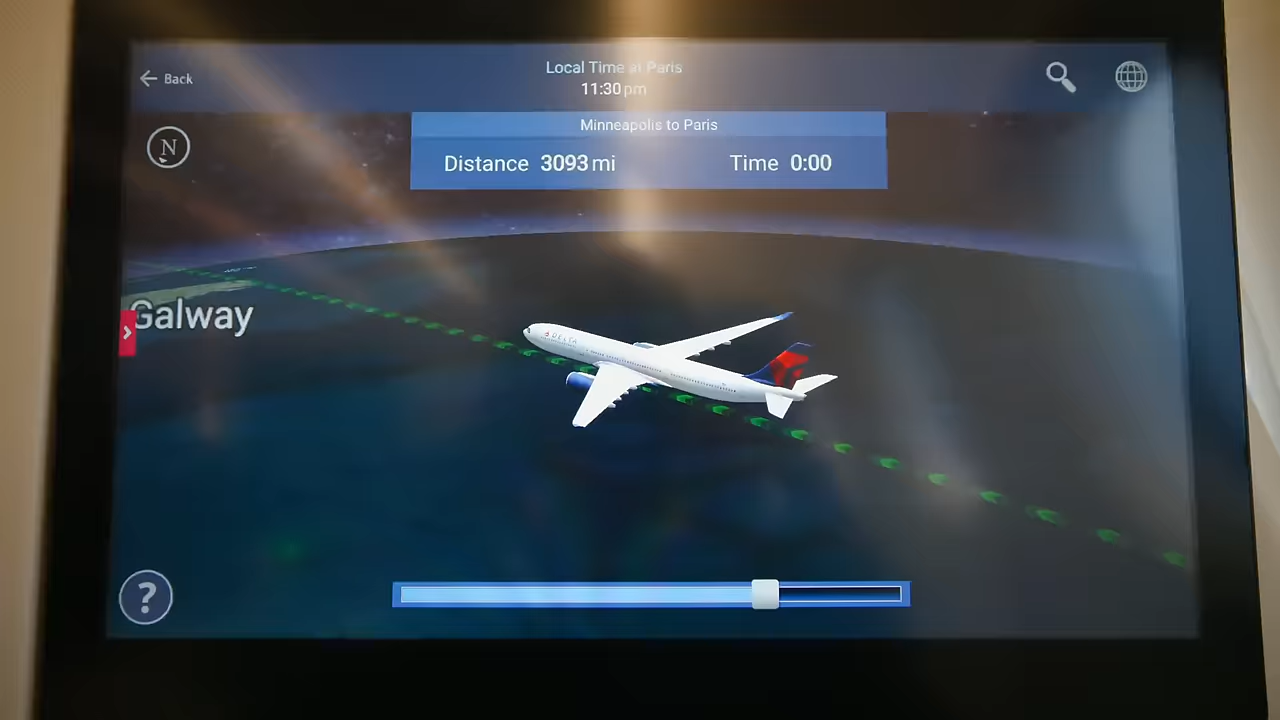 Back
Local Time at Paris
11:30 pm
N
Minneapolis to Paris
Distance 3093 mi Time 0:00
Galway
DELTA
?